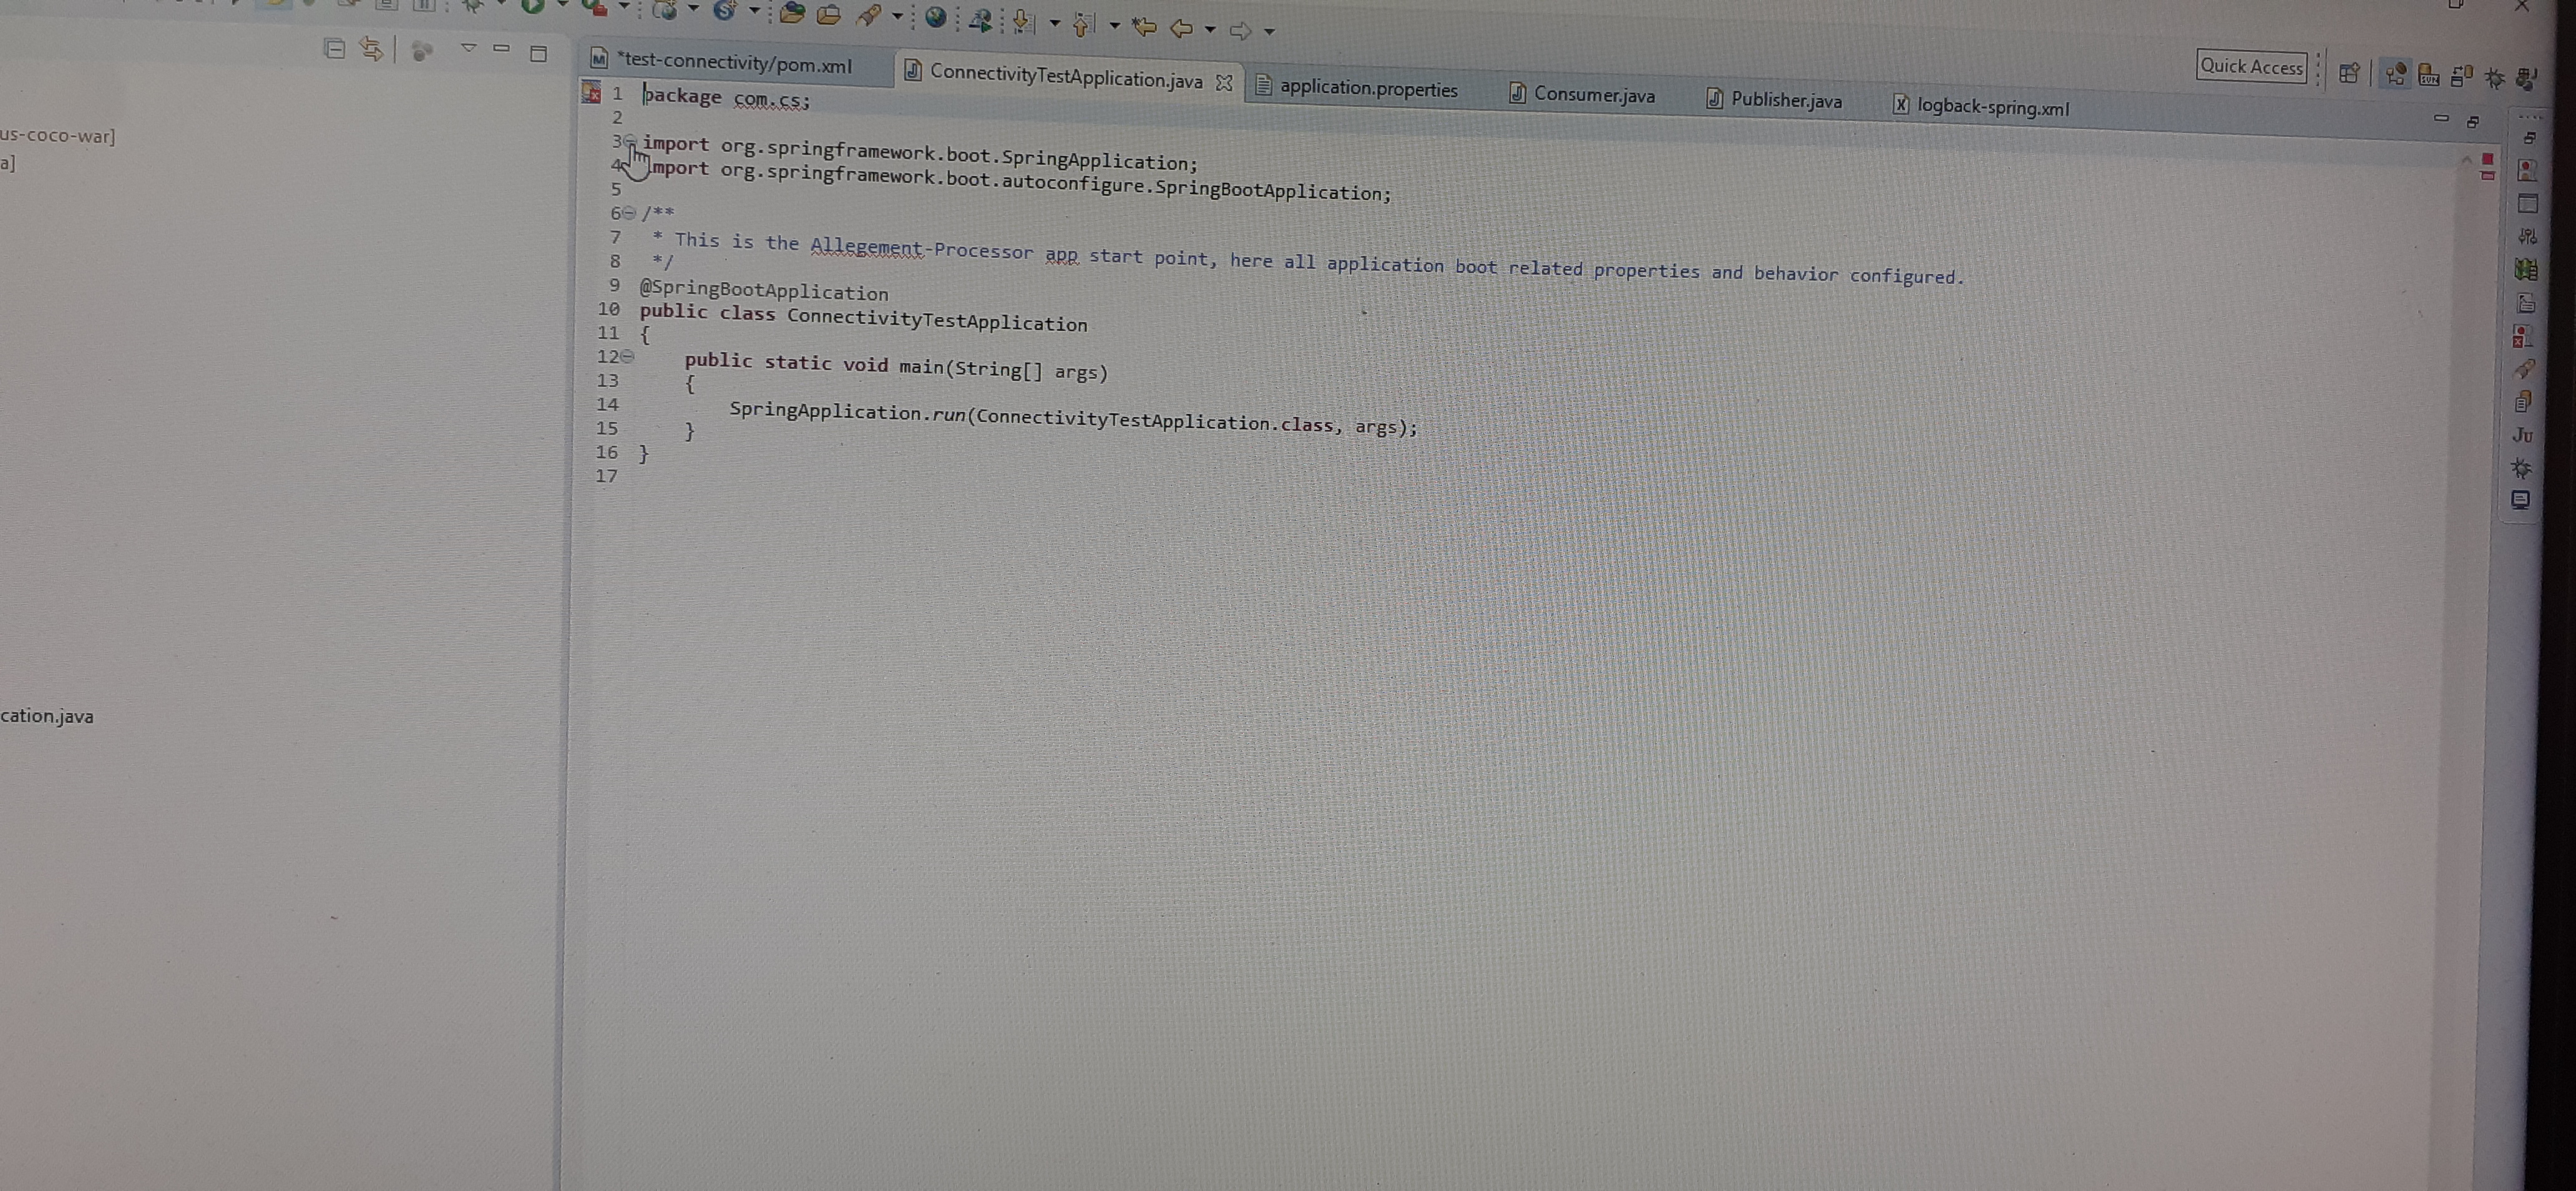 Quick Access
*test-connectivity/pom.xml
ConnectivityTestApplication.java
application.properties
Consumer.java
Publisher.java
logback-spring.xml
us-coco-war]
a]
cation.java
1 package com.cs;
2
3 import org.springframework.boot.SpringApplication;
4 import org.springframework.boot.autoconfigure.SpringBootApplication;
5
6 /**
7 * This is the Allegement-Processor app start point, here all application boot related properties and behavior configured.
8 */
9 @SpringBootApplication
10 public class ConnectivityTestApplication
11 {
12 public static void main(String[] args)
13 {
14 SpringApplication.run(ConnectivityTestApplication.class, args);
15 }
16 }
17
Ju